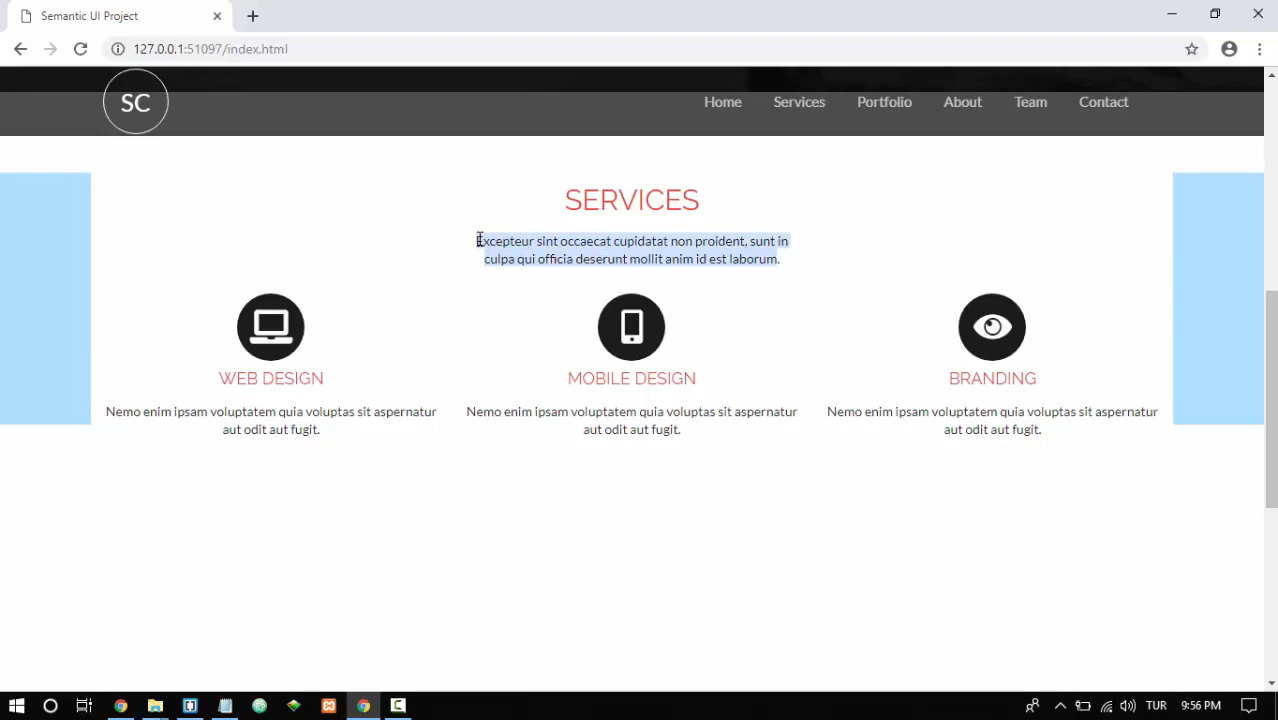 Semantic UI Project
127.0.0.1:51097/index.html
SC
Home Services Portfolio About Team Contact
SERVICES
Excepteur sint occaecat cupidatat non proident, sunt in
culpa qui officia deserunt mollit anim id est laborum.
WEB DESIGN
Nemo enim ipsam voluptatem quia voluptas sit aspernatur
aut odit aut fugit.
MOBILE DESIGN
Nemo enim ipsam voluptatem quia voluptas sit aspernatur
aut odit aut fugit.
BRANDING
Nemo enim ipsam voluptatem quia voluptas sit aspernatur
aut odit aut fugit.
TUR 9:56 PM